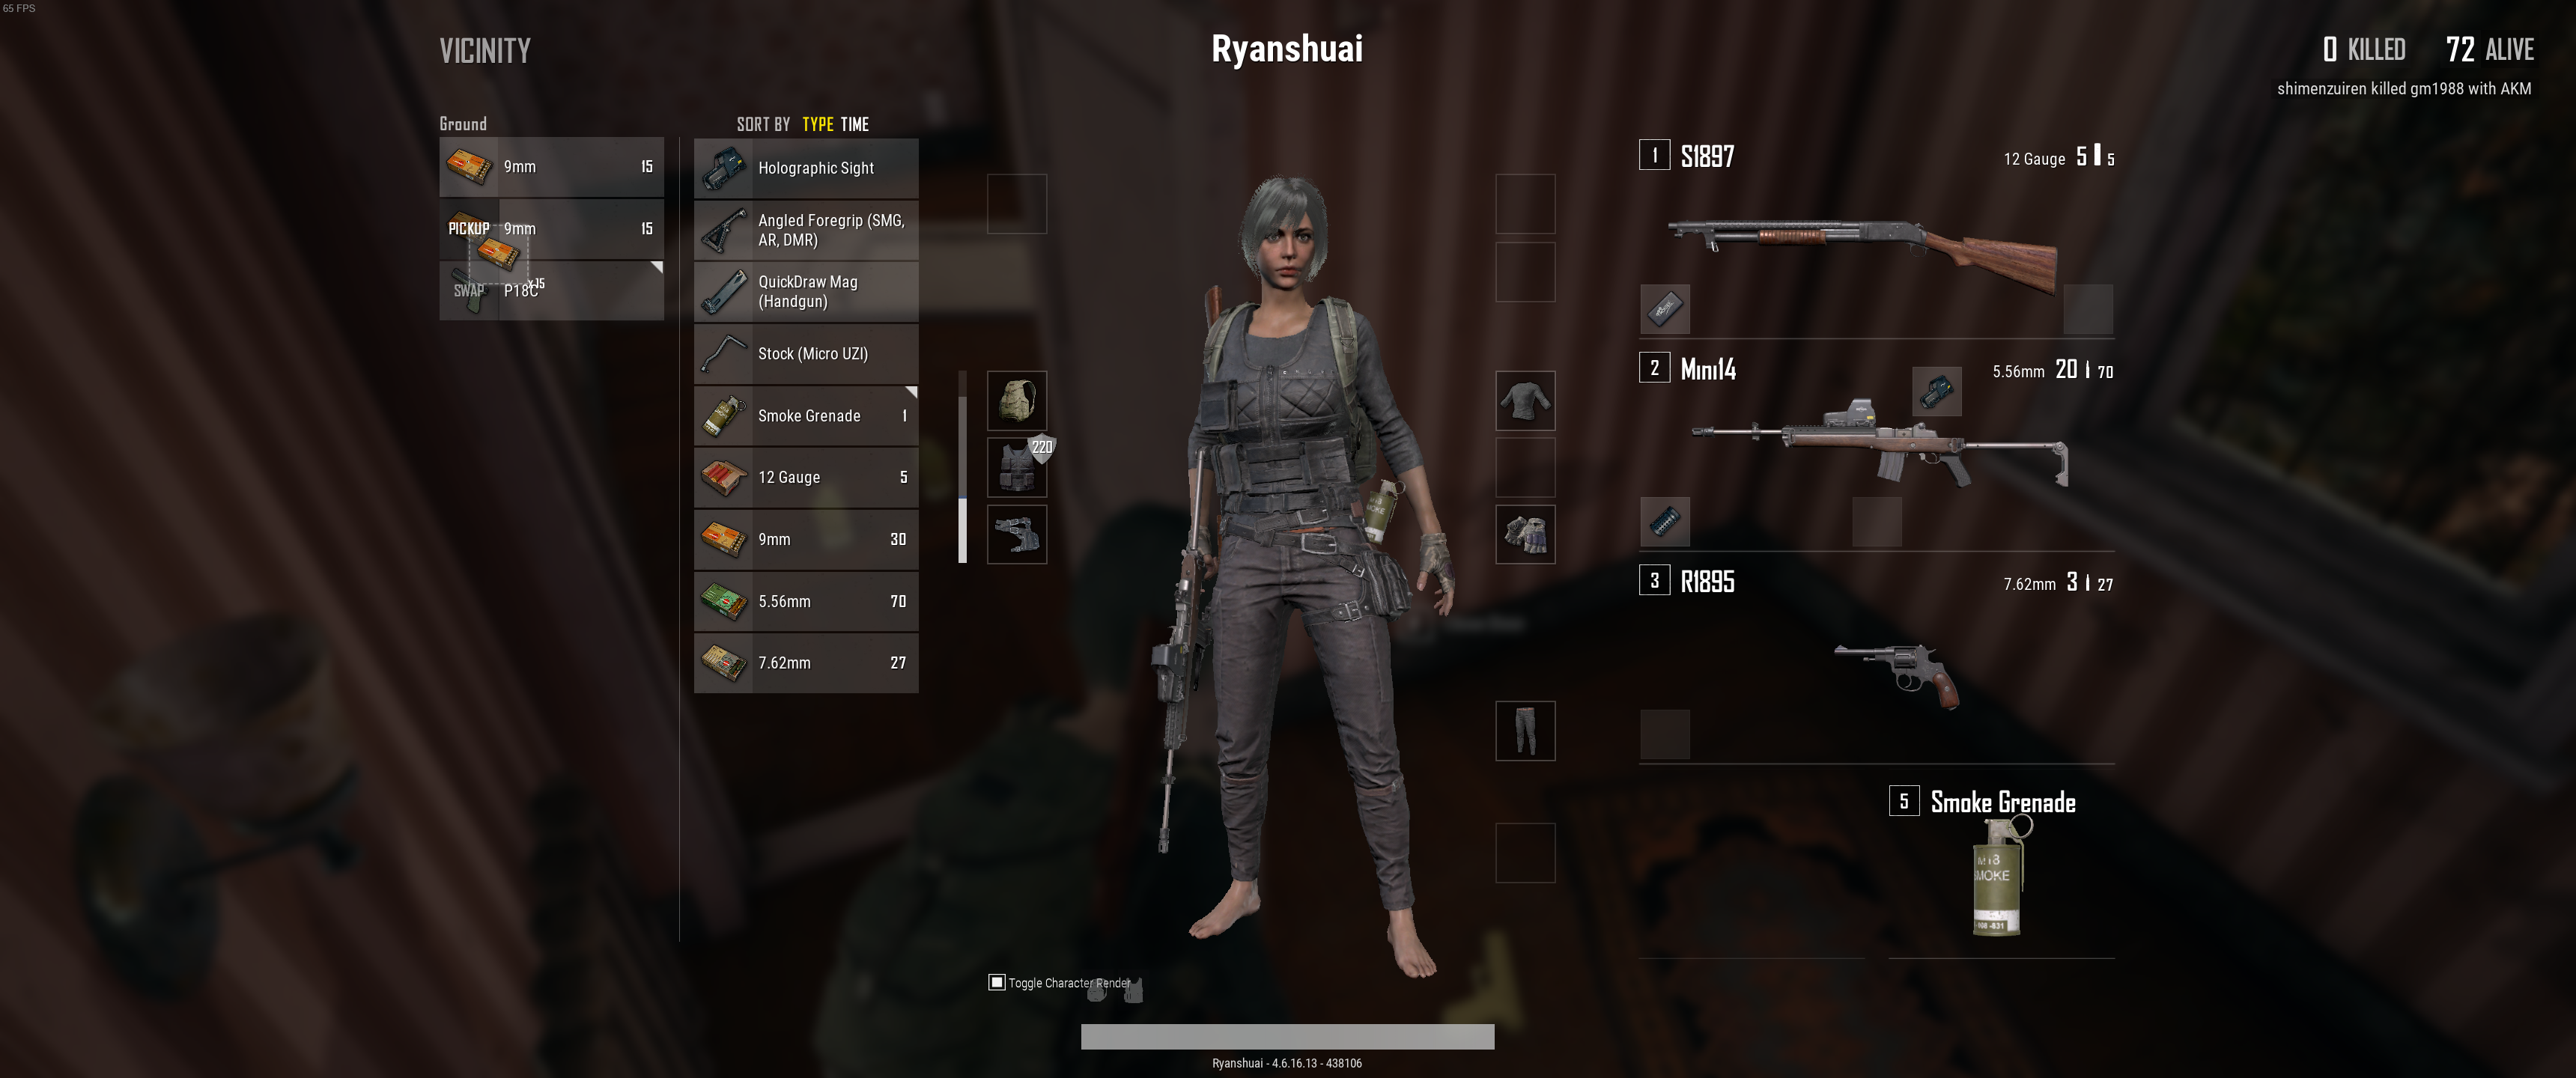 65 FPS
VICINITY
Ryanshuai
0 KILLED 72 ALIVE
shimenzuiren killed gm1988 with AKM
Ground
9mm 15
PICKUP 9mm 15
x15
SWAP P18C
SORT BY TYPE TIME
Holographic Sight
Angled Foregrip (SMG,
AR, DMR)
QuickDraw Mag
(Handgun)
Stock (Micro UZI)
Smoke Grenade 1
12 Gauge 5
9mm 30
5.56mm 70
7.62mm 27
220
1 S1897 12 Gauge 5 5
2 Mini14 5.56mm 20 70
3 R1895 7.62mm 3 27
5 Smoke Grenade
M18
SMOKE
Toggle Character Render
Ryanshuai - 4.6.16.13 - 438106